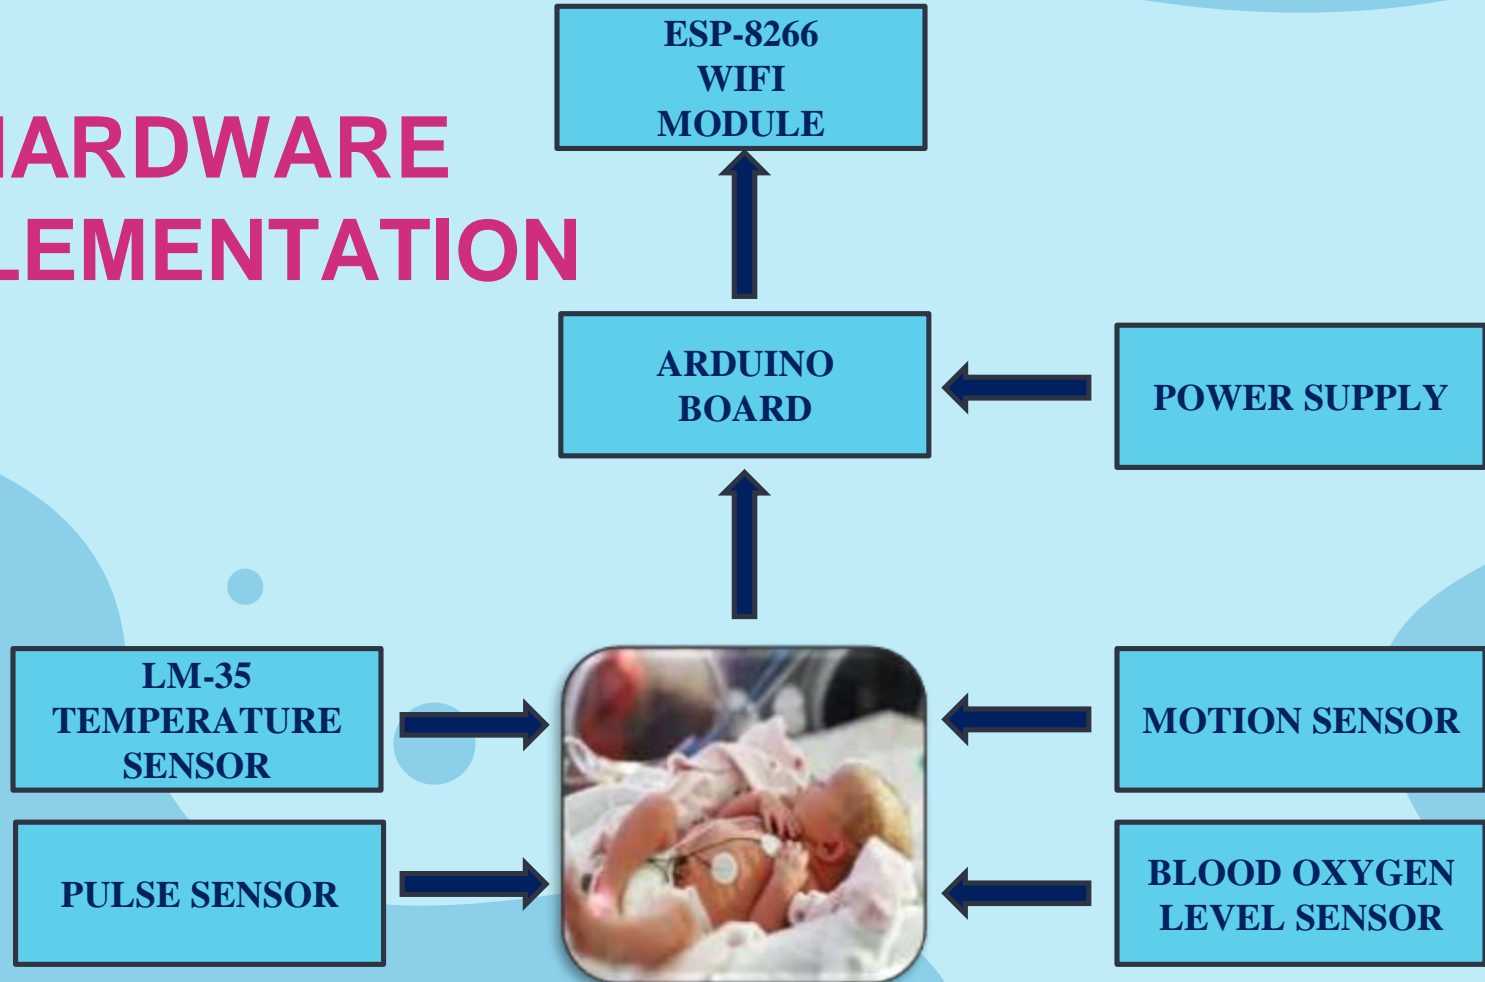 ESP-8266
WIFI
MODULE
HARDWARE
LEMENTATION
ARDUINO
BOARD
POWER SUPPLY
LM-35
TEMPERATURE
SENSOR
MOTION SENSOR
PULSE SENSOR
BLOOD OXYGEN
LEVEL SENSOR